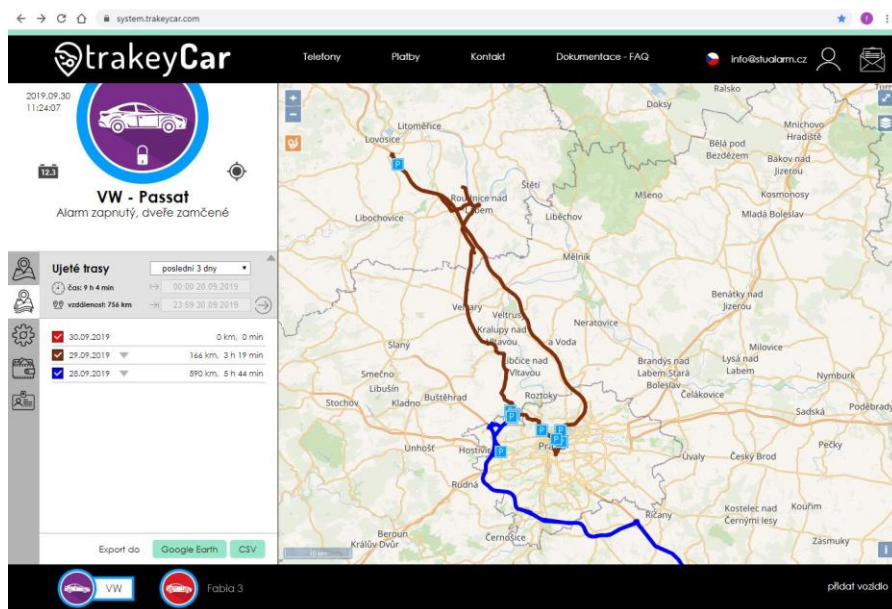 system.trakeycar.com
trakeyCar
Telefony
Platby
Kontakt
Dokumentace - FAQ
info@stualarm.cz
2019.09.30
11:24:07
12.3
VW - Passat
Alarm zapnutý, dveře zamčené
Ujeté trasy
poslední 3 dny
čas: 9 h 4 min
00:00 28.09.2019
vzdálenost: 756 km
23 59 30.09.2019
30.09.2019 0 km, 0 min
29.09.2019 166 km, 3 h 19 min
28.09.2019 590 km, 5 h 44 min
Export do
Google Earth
CSV
Ralsko
Doksy
Mnichovo
Hradiště
Litoměřice
Lovosice
Bělá pod
Bezdězem
Bakov nad
Jizerou
Štětí
Roudnice nad
Labem
Mšeno
Kosmonosy
Libochovice
Liběchov
Mladá Boleslav
Mělník
Benátky nad
Jizerou
Velvary
Veltrusy
Neratovice
Kralupy nad
Vltavou
a Voda
Slaný
Milovice
Libčice nad
Vltavou
Brandýs nad
Labem-Stará
Boleslav
Lysá nad
Labem
Nymburk
Smečno
Libušín
Buštěhrad
Roztoky
Čelákovice
Stochov
Kladno
Sadská
Poděbrady
P
P
P
P
P
P
Unhošť
Hostivice
Pra
Úvaly
Český Brod
Pečky
Rudná
Říčany
Kostelec nad
Černými lesy
Kouřim
Beroun
Králův Dvůr
Černošice
Zásmuky
10 km
i
VW
Fabia 3
přidat vozidlo